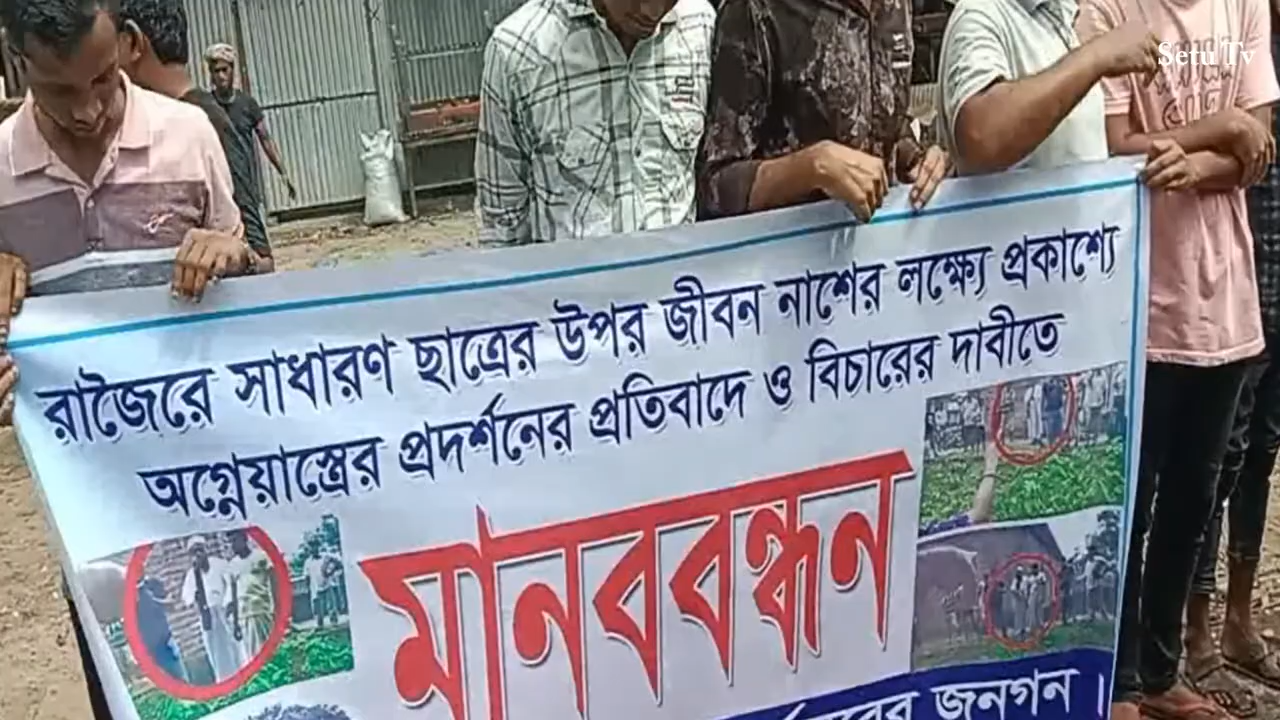 Setu Tv
রাজৈরে সাধারণ ছাত্রের উপর জীবন নাশের লক্ষ্যে প্রকাশ্যে
অগ্নেয়াস্ত্রের প্রদর্শনের প্রতিবাদে ও বিচারের দাবীতে
মানববন্ধন
জনগন।